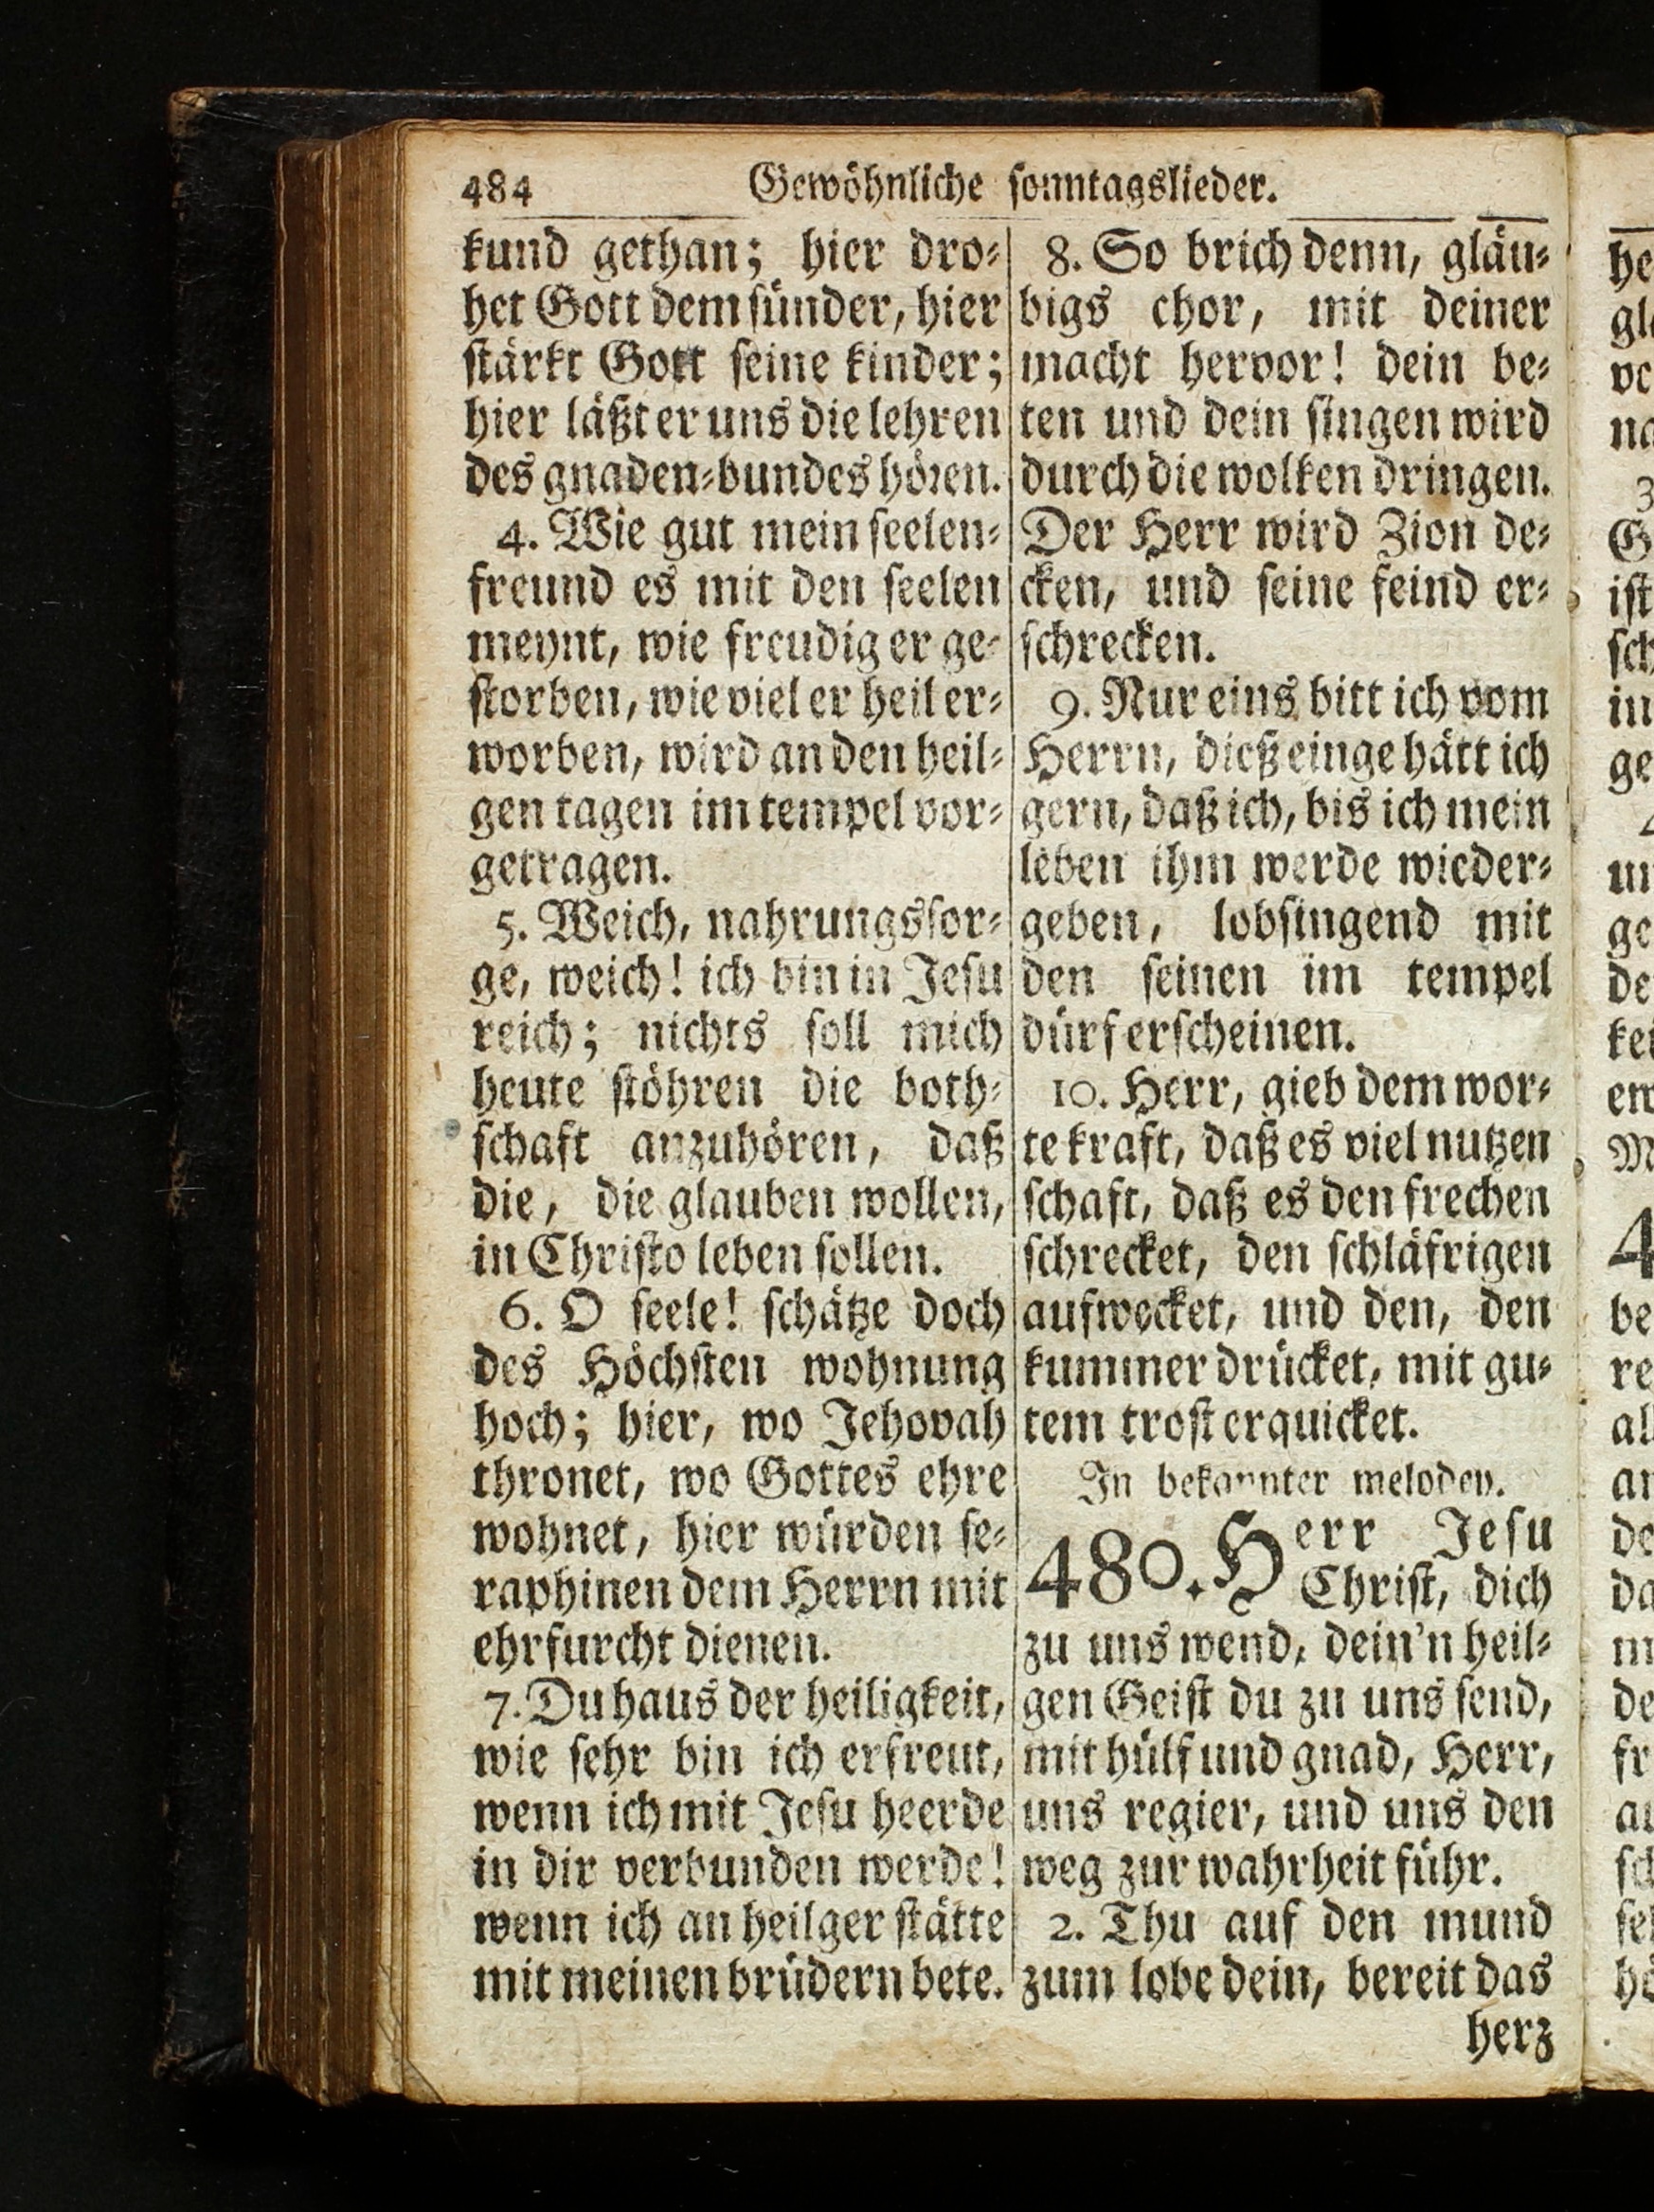 484 Gewöhnliche sonntagslieder.
kund gethan; hier dro-
het Gott dem sünder, hier
stärkt Gott seine kinder;
hier läßt er uns die lehren
des gnaden-bundes hören.
4. Wie gut mein seelen-
freund es mit den seelen
meynt, wie freudig er ge-
storben, wie viel er heil er-
worben, wird an den heil-
gen tagen im tempel vor-
getragen.
5. Weich, nahrungssor-
ge, weich! ich bin in Jesu
reich; nichts soll mich
heute stöhren die both-
schaft anzuhören, daß
die, die glauben wollen,
in Christo leben sollen.
6. O seele! schätze doch
des Höchsten wohnung
hoch; hier, wo Jehovah
thronet, wo Gottes ehre
wohnet, hier würden se-
raphinen dem Herrn mit
ehrfurcht dienen.
7. Du haus der heiligkeit,
wie sehr bin ich erfreut,
wenn ich mit Jesu heerde
in dir verbunden werde!
wenn ich an heilger stätte
mit meinen brüdern bete.
8. So brich denn, gläu-
bigs chor, mit deiner
macht hervor! dein be-
ten und dein singen wird
durch die wolken dringen.
Der Herr wird Zion de-
cken, und seine feind er-
schrecken.
9. Nur eins bitt ich vom
Herrn, dieß einge hätt ich
gern, daß ich, bis ich mein
leben ihm werde wieder-
geben, lobsingend mit
den seinen im tempel
dürf erscheinen.
10. Herr, gieb dem wor-
te kraft, daß es viel nutzen
schaft, daß es den frechen
schrecket, den schläfrigen
aufwecket, und den, den
kummer drücket, mit gu-
tem trost erquicket.
In bekannter melodey.
480. Herr Jesu
Christ, dich
zu uns wend, dein'n heil-
gen Geist du zu uns send,
mit hülf und gnad, Herr,
uns regier, und uns den
weg zur wahrheit führ.
2. Thu auf den mund
zum lobe dein, bereit das
herz